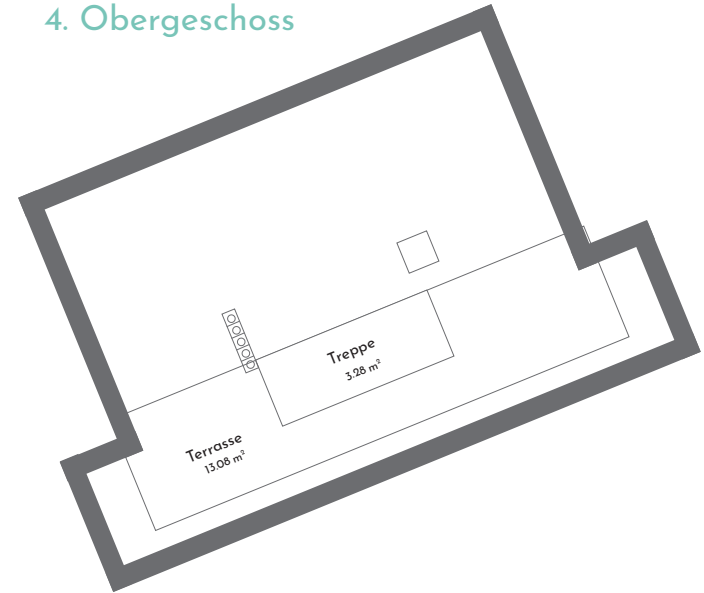 4. Obergeschoss
Treppe
3.28 m²
Terrasse
13.08 m²